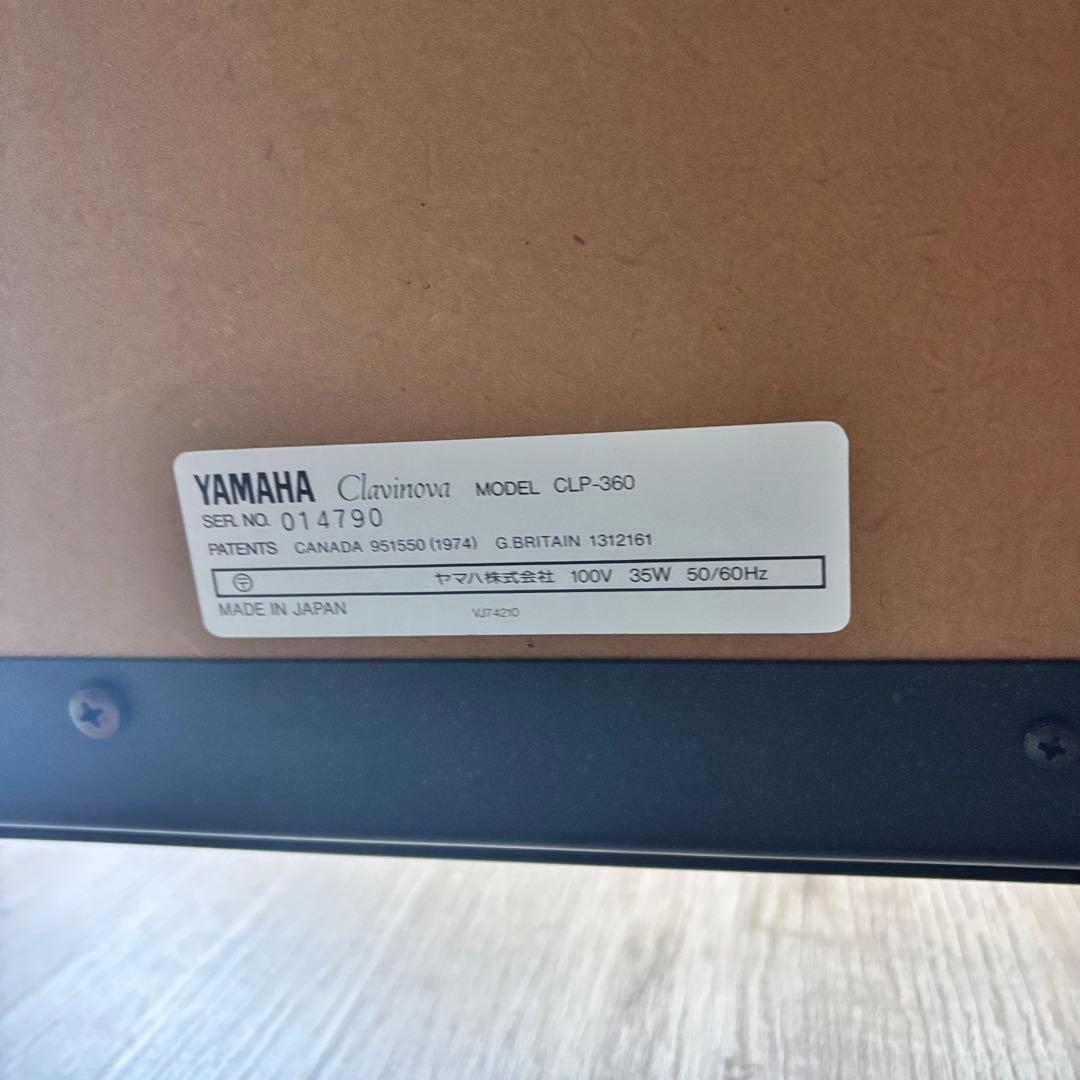 YAMAHA Clavinova MODEL CLP-360
SER. NO. 014790
PATENTS CANADA 951550 (1974) G.BRITAIN 1312161
〶 ヤマハ株式会社 100V 35W 50/60Hz
MADE IN JAPAN VJ74210